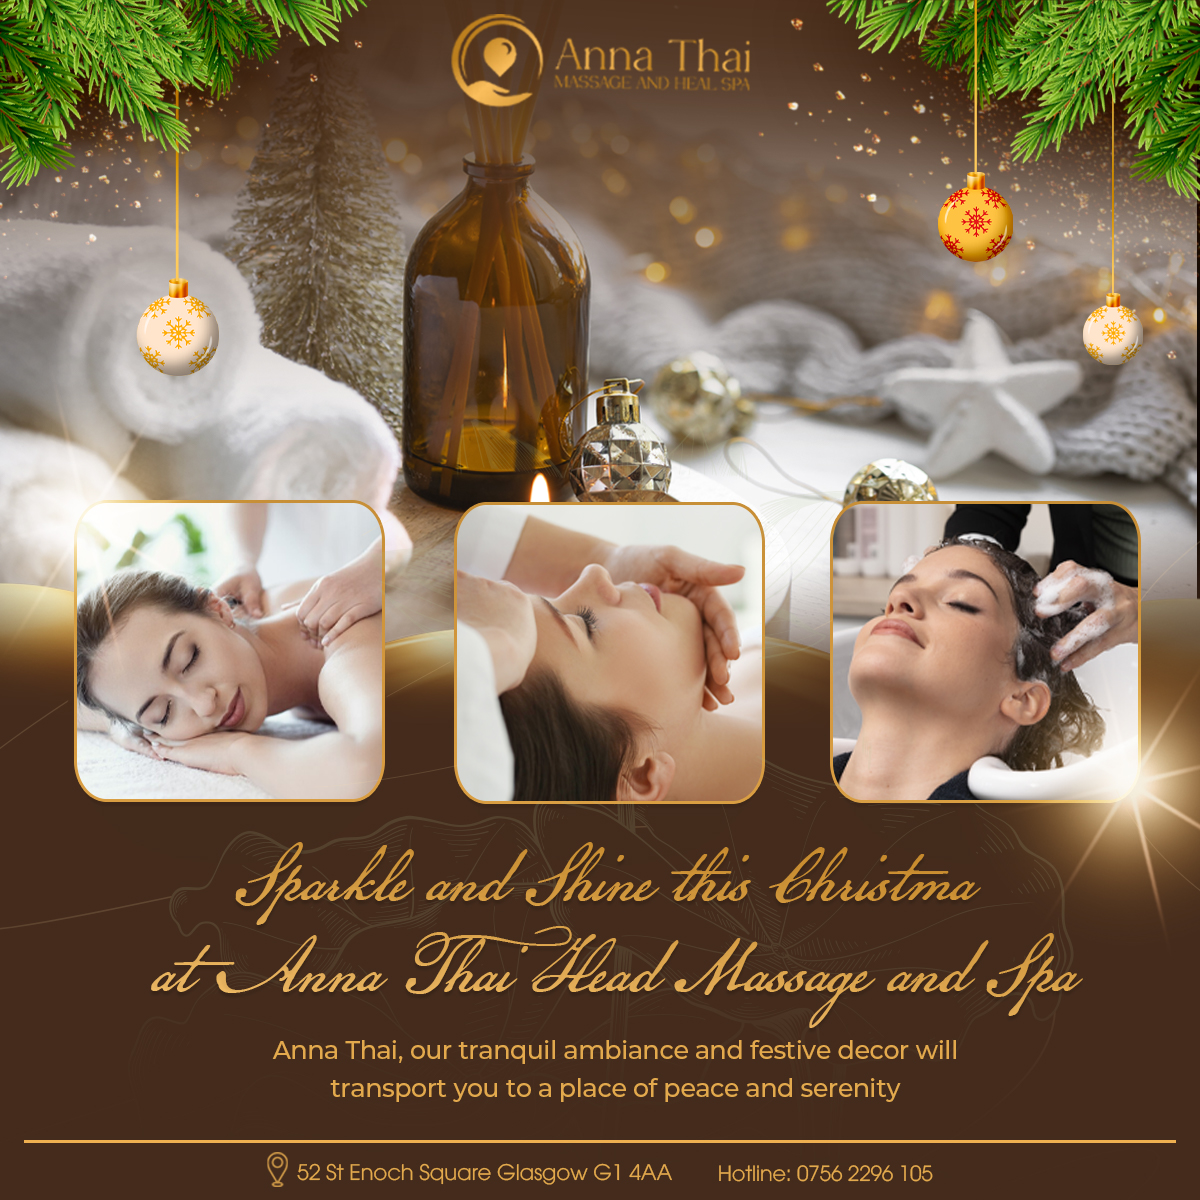 Anna Thai
MASSAGE AND HEAL SPA
Sparkle and Shine this Christma
at Anna Thai Head Massage and Spa
Anna Thai, our tranquil ambiance and festive decor will
transport you to a place of peace and serenity
52 St Enoch Square Glasgow G1 4AA
Hotline: 0756 2296 105